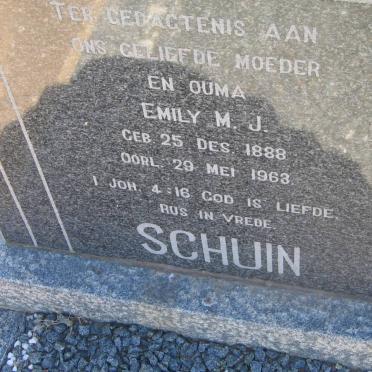 TER GEDAGTENIS AAN
ONS GELIEFDE MOEDER
EN OUMA
EMILY M. J.
GEB. 25 DES. 1888
OORL. 29 MEI 1963.
1 JOH. 4:16 GOD IS LIEFDE.
RUS IN VREDE
SCHUIN